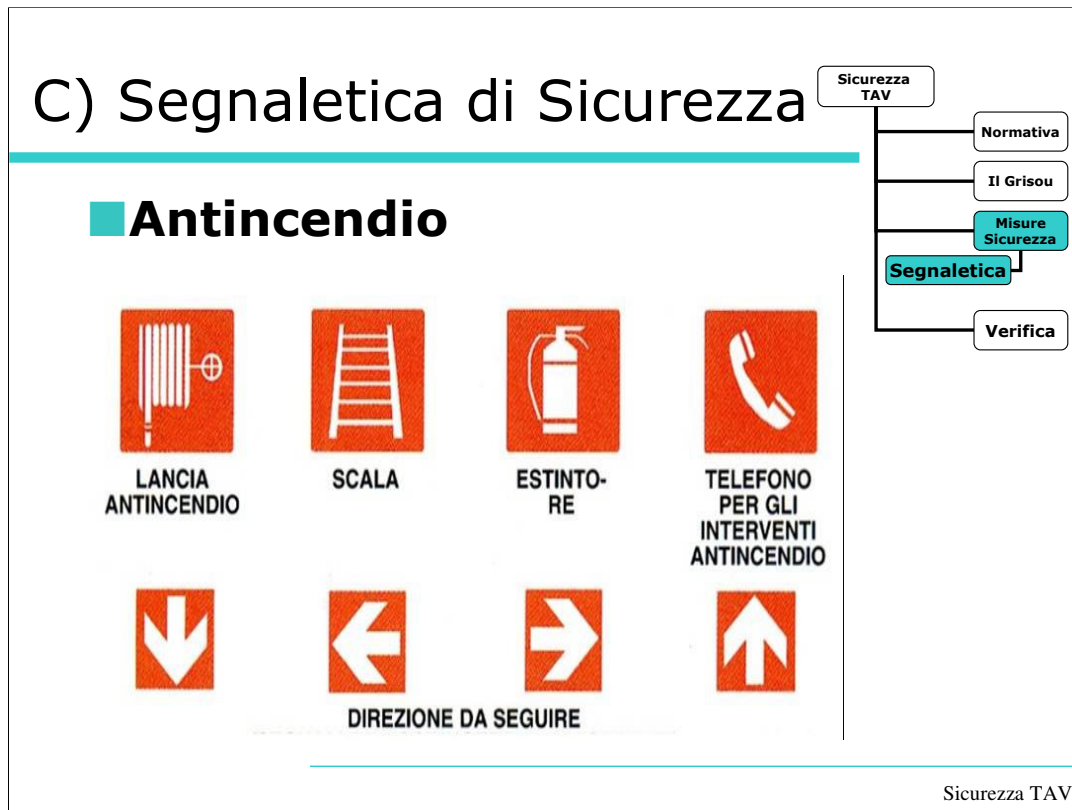 C) Segnaletica di Sicurezza
Sicurezza
TAV
Normativa
Il Grisou
Misure
Sicurezza
Segnaletica
Verifica
Antincendio
LANCIA
ANTINCENDIO
SCALA
ESTINTO-
RE
TELEFONO
PER GLI
INTERVENTI
ANTINCENDIO
DIREZIONE DA SEGUIRE
Sicurezza TAV